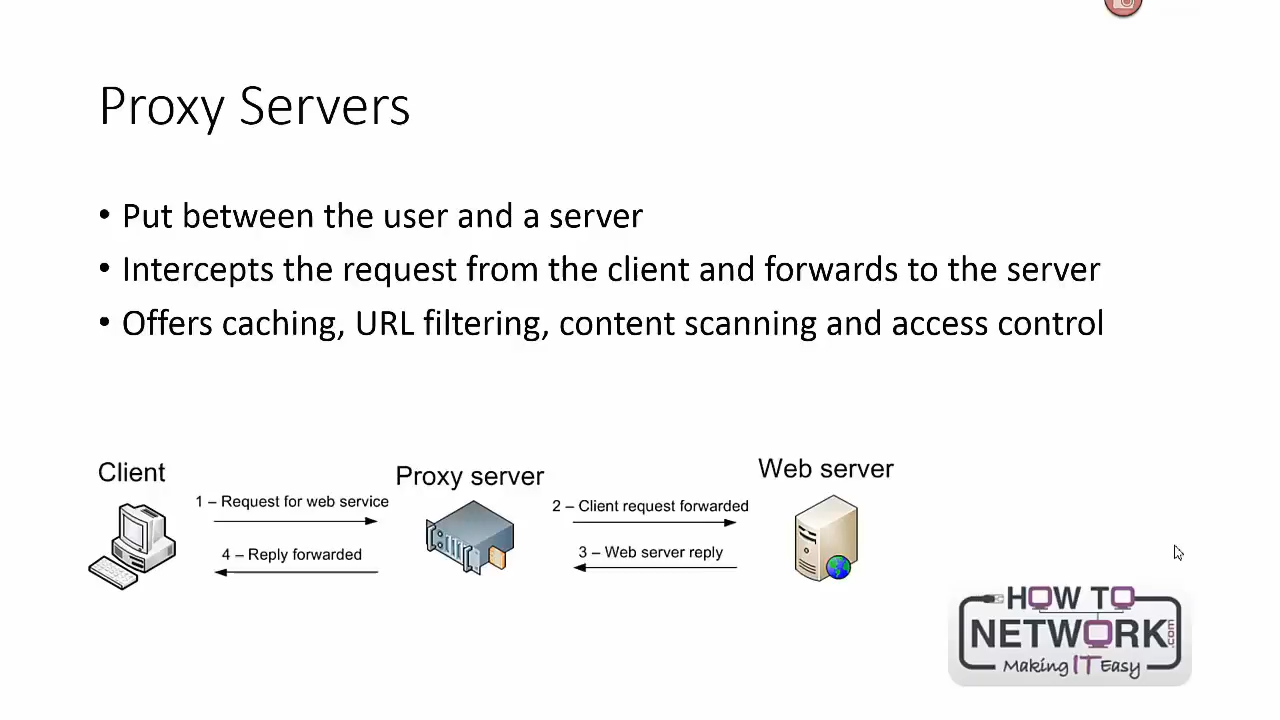 Proxy Servers
• Put between the user and a server
• Intercepts the request from the client and forwards to the server
• Offers caching, URL filtering, content scanning and access control
Client
Proxy server
Web server
1 – Request for web service
2 – Client request forwarded
4 – Reply forwarded
3 – Web server reply
HOW TO
NETWORK.com
Making IT Easy